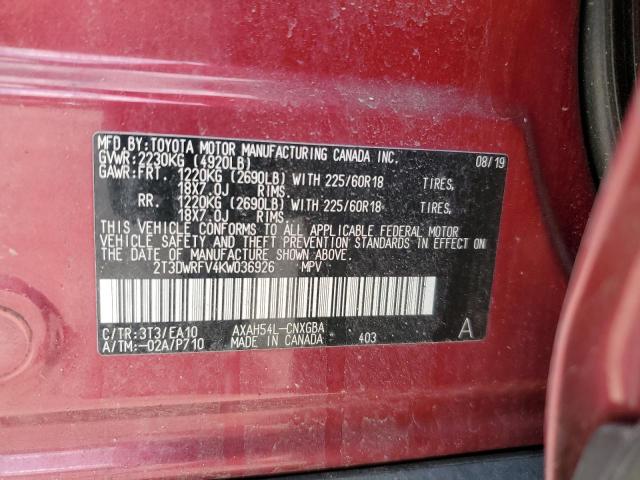 MFD.BY:TOYOTA MOTOR MANUFACTURING CANADA INC.
GVWR:2230KG (4920LB) 08/19
GAWR:FRT. 1220KG (2690LB) WITH 225/60R18 TIRES,
18X7.0J RIMS.
RR. 1220KG (2690LB) WITH 225/60R18 TIRES,
18X7.0J RIMS.
THIS VEHICLE CONFORMS TO ALL APPLICABLE FEDERAL MOTOR
VEHICLE SAFETY AND THEFT PREVENTION STANDARDS IN EFFECT ON
THE DATE OF MANUFACTURE SHOWN ABOVE.
2T3DWRFV4KW036926 MPV
C/TR:3T3/EA10 AXAH54L-CNXGBA A
A/TM:-02A/P710 MADE IN CANADA 403